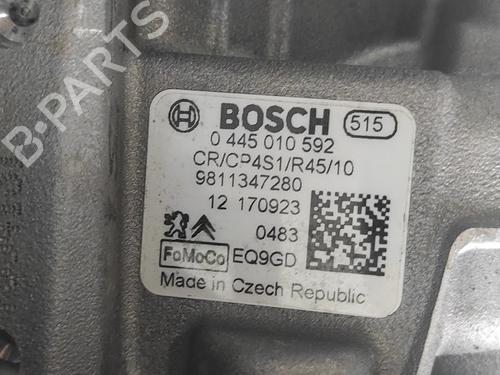 B-PARTS
BOSCH 515
0 445 010 592
CR/CP4S1/R45/10
9811347280
12 170923
0483
FoMoCo EQ9GD
Made in Czech Republic